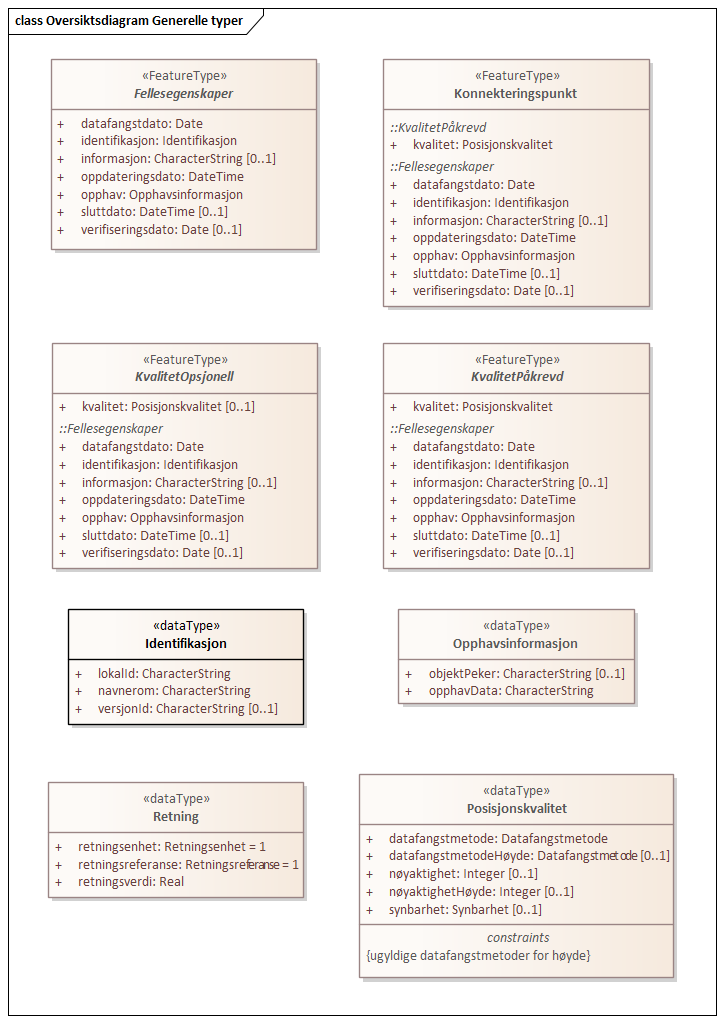 class Oversiktsdiagram Generelle typer
«FeatureType»
Fellesegenskaper
+ datafangstdato: Date
+ identifikasjon: Identifikasjon
+ informasjon: CharacterString [0..1]
+ oppdateringsdato: DateTime
+ opphav: Opphavsinformasjon
+ sluttdato: DateTime [0..1]
+ verifiseringsdato: Date [0..1]
«FeatureType»
Konnekteringspunkt
::KvalitetPåkrevd
+ kvalitet: Posisjonskvalitet
::Fellesegenskaper
+ datafangstdato: Date
+ identifikasjon: Identifikasjon
+ informasjon: CharacterString [0..1]
+ oppdateringsdato: DateTime
+ opphav: Opphavsinformasjon
+ sluttdato: DateTime [0..1]
+ verifiseringsdato: Date [0..1]
«FeatureType»
KvalitetOpsjonell
+ kvalitet: Posisjonskvalitet [0..1]
::Fellesegenskaper
+ datafangstdato: Date
+ identifikasjon: Identifikasjon
+ informasjon: CharacterString [0..1]
+ oppdateringsdato: DateTime
+ opphav: Opphavsinformasjon
+ sluttdato: DateTime [0..1]
+ verifiseringsdato: Date [0..1]
«FeatureType»
KvalitetPåkrevd
+ kvalitet: Posisjonskvalitet
::Fellesegenskaper
+ datafangstdato: Date
+ identifikasjon: Identifikasjon
+ informasjon: CharacterString [0..1]
+ oppdateringsdato: DateTime
+ opphav: Opphavsinformasjon
+ sluttdato: DateTime [0..1]
+ verifiseringsdato: Date [0..1]
«dataType»
Identifikasjon
+ lokalId: CharacterString
+ navnerom: CharacterString
+ versjonId: CharacterString [0..1]
«dataType»
Opphavsinformasjon
+ objektPeker: CharacterString [0..1]
+ opphavData: CharacterString
«dataType»
Retning
+ retningsenhet: Retningsenhet = 1
+ retningsreferanse: Retningsreferanse = 1
+ retningsverdi: Real
«dataType»
Posisjonskvalitet
+ datafangstmetode: Datafangstmetode
+ datafangstmetodeHøyde: Datafangstmetode [0..1]
+ nøyaktighet: Integer [0..1]
+ nøyaktighetHøyde: Integer [0..1]
+ synbarhet: Synbarhet [0..1]
constraints
{ugyldige datafangstmetoder for høyde}